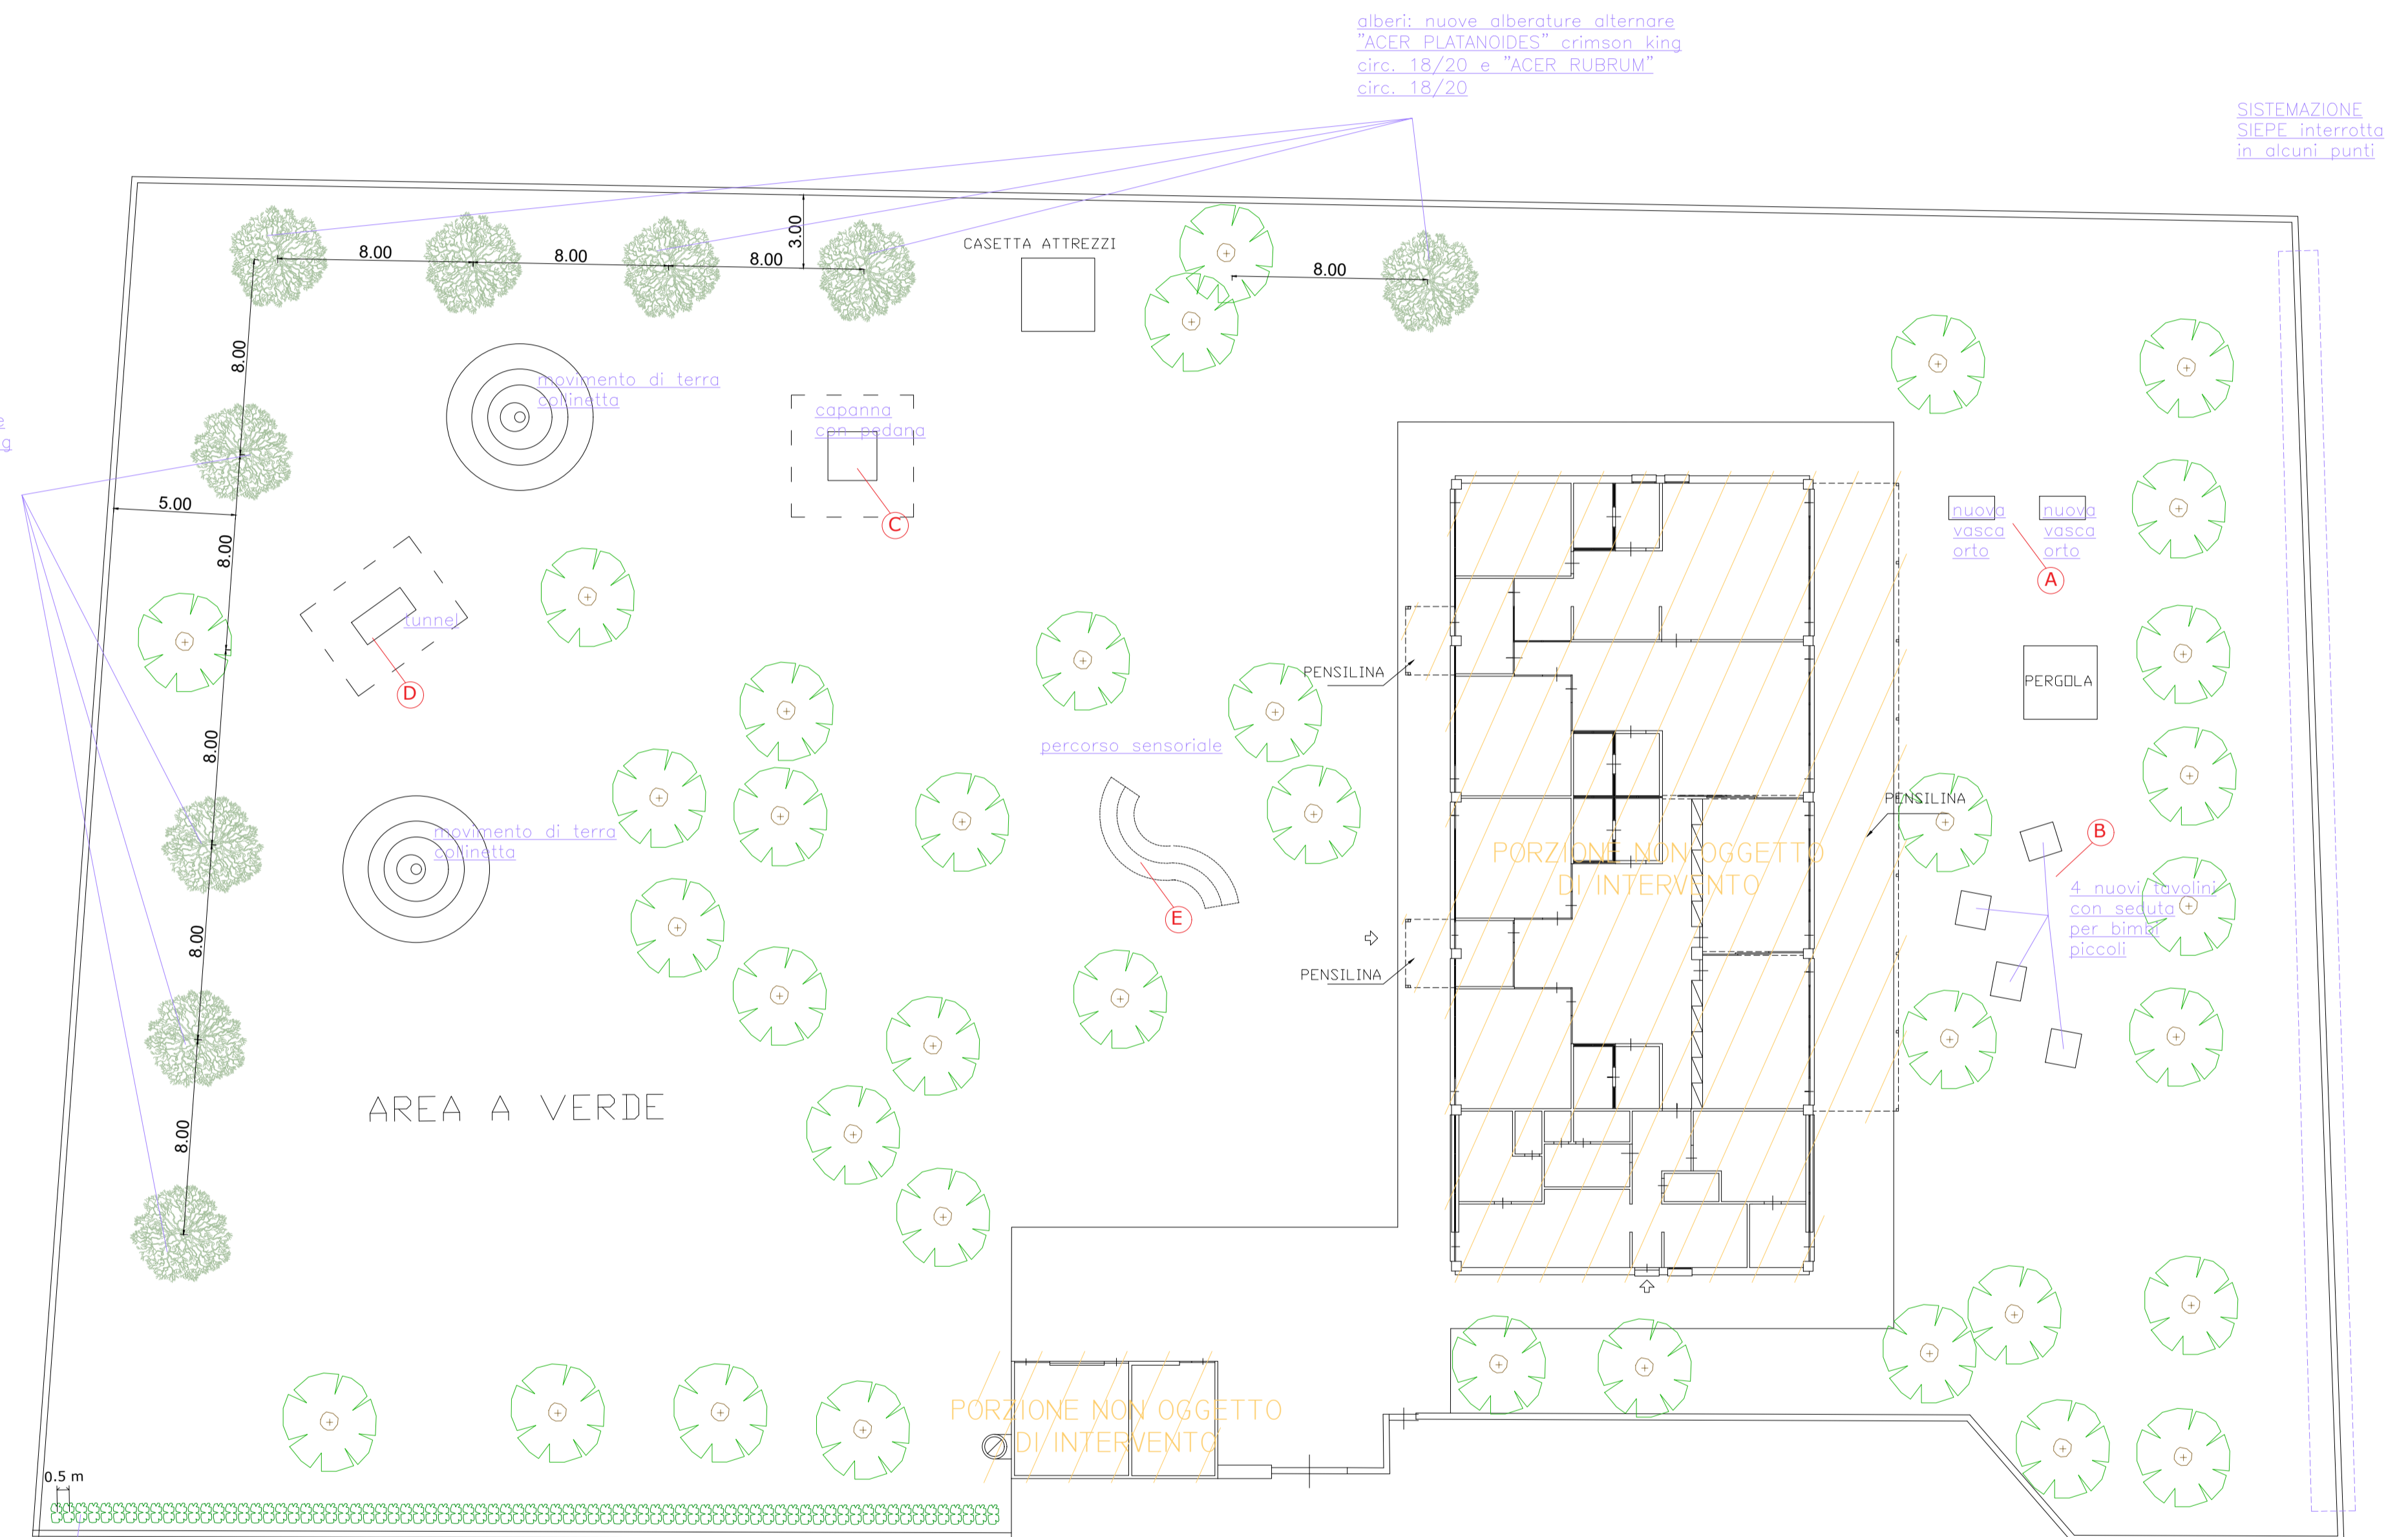 alberi: nuove alberature alternare
"ACER PLATANOIDES" crimson king
circ. 18/20 e "ACER RUBRUM"
circ. 18/20
SISTEMAZIONE
SIEPE interrotta
in alcuni punti
3.00
8.00
8.00
8.00
CASETTA ATTREZZI
8.00
8.00
movimento di terra
collinetta
capanna
con pedana
e
g
5.00
C
nuova
vasca
orto
nuova
vasca
orto
8.00
A
tunnel
D
PENSILINA
PERGOLA
8.00
percorso sensoriale
PENSILINA
movimento di terra
collinetta
B
PORZIONE NON OGGETTO
DI INTERVENTO
4 nuovi tavolini
con seduta
per bimbi
piccoli
E
8.00
PENSILINA
AREA A VERDE
8.00
PORZIONE NON OGGETTO
DI INTERVENTO
0.5 m